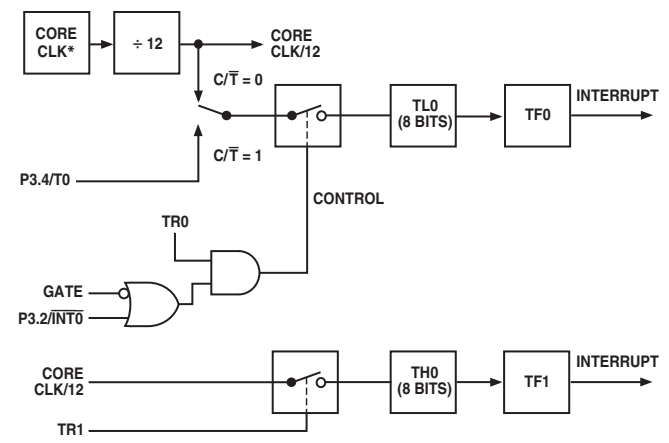 CORE
CLK*
÷ 12
CORE
CLK/12
C/T̅ = 0
TL0
(8 BITS)
TF0
INTERRUPT
C/T̅ = 1
P3.4/T0
CONTROL
TR0
GATE
P3.2/I̅N̅T̅0̅
CORE
CLK/12
TH0
(8 BITS)
TF1
INTERRUPT
TR1